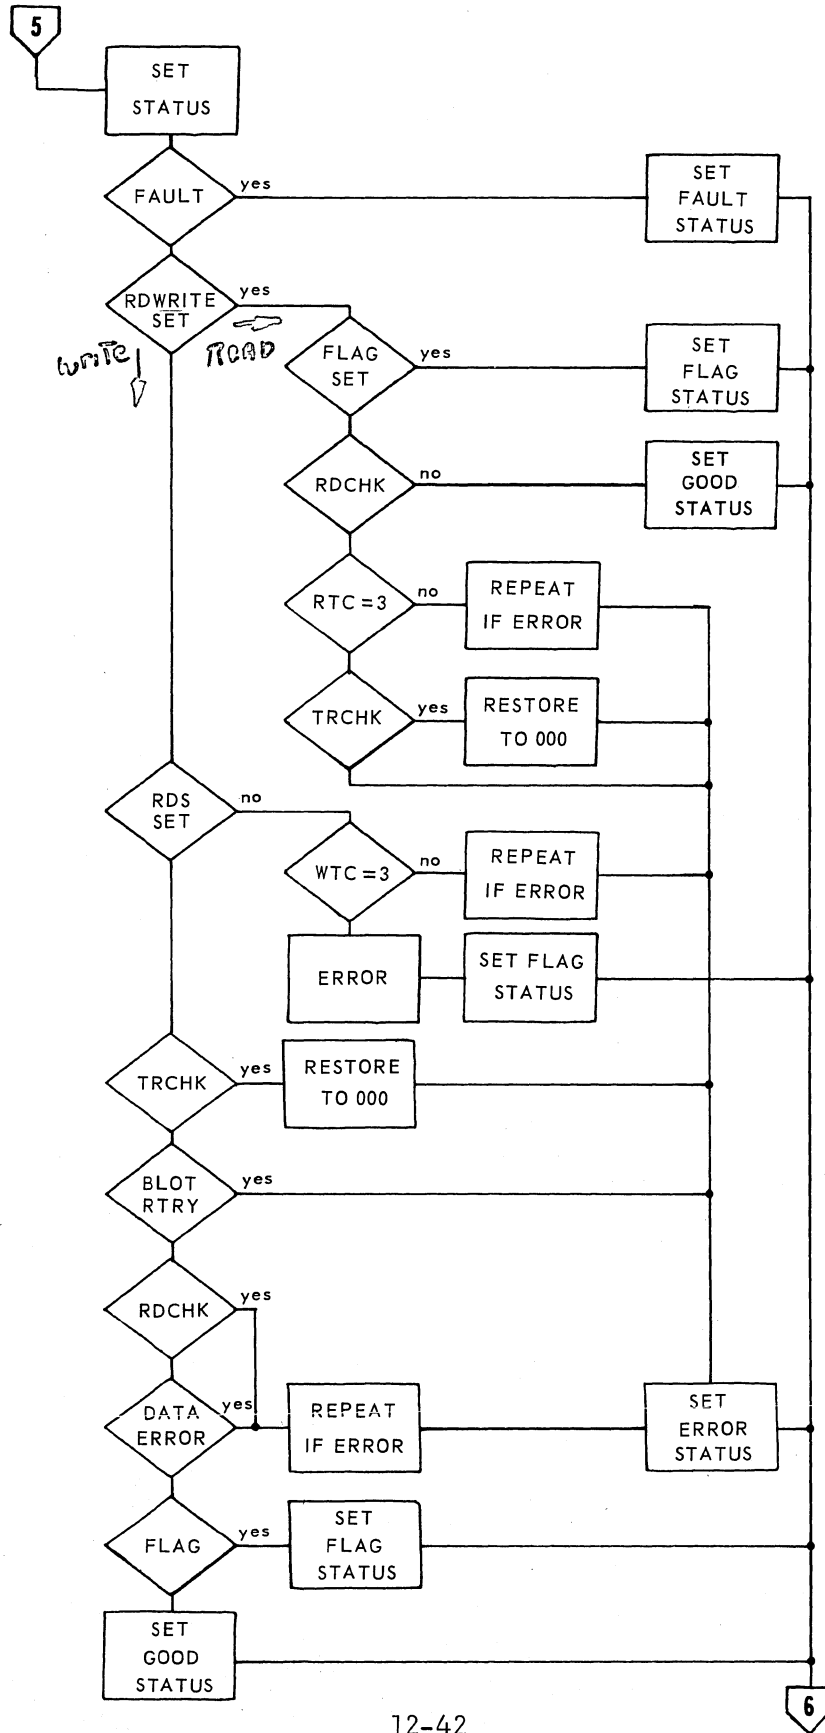 5
SET
STATUS
FAULT
yes
SET
FAULT
STATUS
RDWRITE
SET
yes
write
READ
FLAG
SET
yes
SET
FLAG
STATUS
RDCHK
no
SET
GOOD
STATUS
RTC=3
no
REPEAT
IF ERROR
TRCHK
yes
RESTORE
TO 000
RDS
SET
no
WTC=3
no
REPEAT
IF ERROR
ERROR
SET FLAG
STATUS
TRCHK
yes
RESTORE
TO 000
BLOT
RTRY
yes
RDCHK
yes
DATA
ERROR
yes
REPEAT
IF ERROR
SET
ERROR
STATUS
FLAG
yes
SET
FLAG
STATUS
SET
GOOD
STATUS
6
12-42